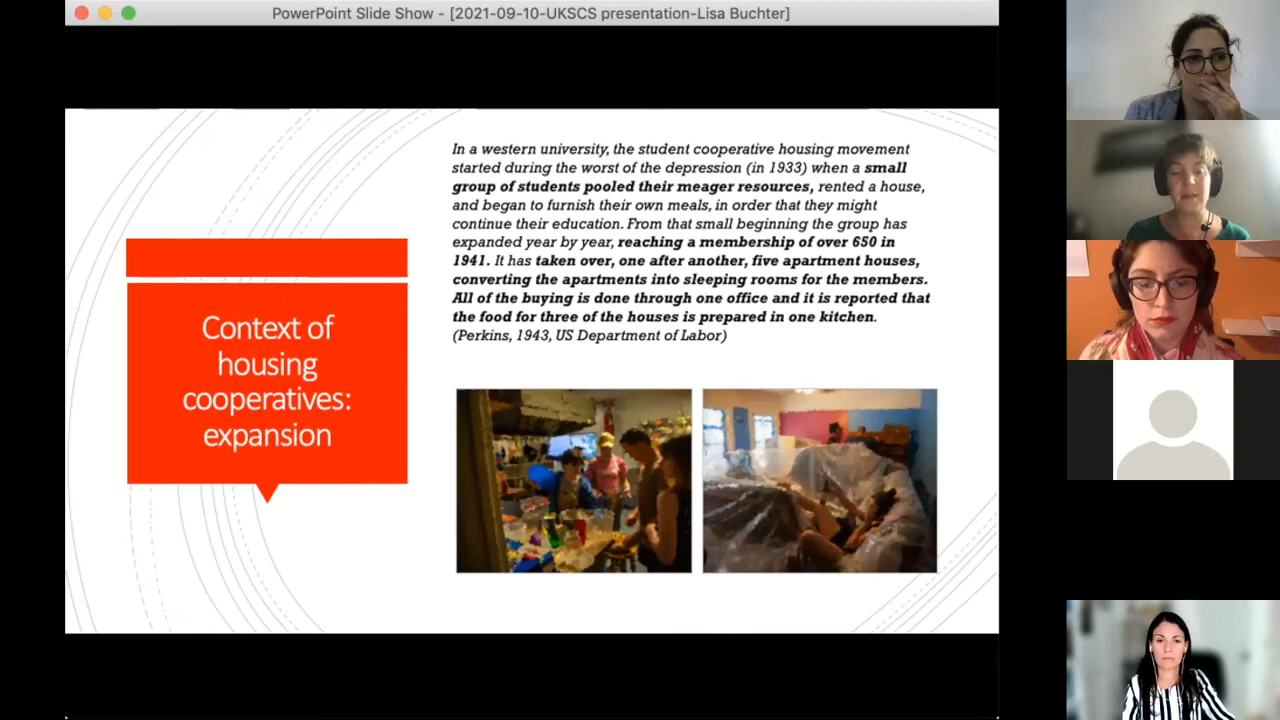 PowerPoint Slide Show - [2021-09-10-UKSCS presentation-Lisa Buchter]
In a western university, the student cooperative housing movement
started during the worst of the depression (in 1933) when a small
group of students pooled their meager resources, rented a house,
and began to furnish their own meals, in order that they might
continue their education. From that small beginning the group has
expanded year by year, reaching a membership of over 650 in
1941. It has taken over, one after another, five apartment houses,
converting the apartments into sleeping rooms for the members.
All of the buying is done through one office and it is reported that
the food for three of the houses is prepared in one kitchen.
(Perkins, 1943, US Department of Labor)
Context of
housing
cooperatives:
expansion